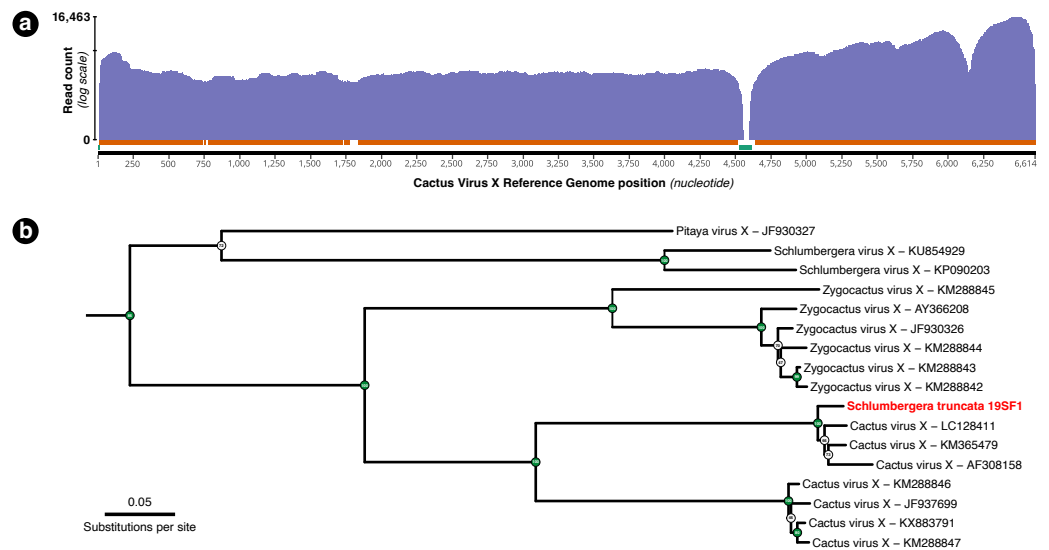 a
16,463
Read count
(log scale)
0
1 250 500 750 1,000 1,250 1,500 1,750 2,000 2,250 2,500 2,750 3,000 3,250 3,500 3,750 4,000 4,250 4,500 4,750 5,000 5,250 5,500 5,750 6,000 6,250 6,614
Cactus Virus X Reference Genome position (nucleotide)
b
Pitaya virus X – JF930327
Schlumbergera virus X – KU854929
Schlumbergera virus X – KP090203
Zygocactus virus X – KM288845
Zygocactus virus X – AY366208
Zygocactus virus X – JF930326
Zygocactus virus X – KM288844
Zygocactus virus X – KM288843
Zygocactus virus X – KM288842
Schlumbergera truncata 19SF1
Cactus virus X – LC128411
Cactus virus X – KM365479
Cactus virus X – AF308158
Cactus virus X – KM288846
Cactus virus X – JF937699
Cactus virus X – KX883791
Cactus virus X – KM288847
0.05
Substitutions per site